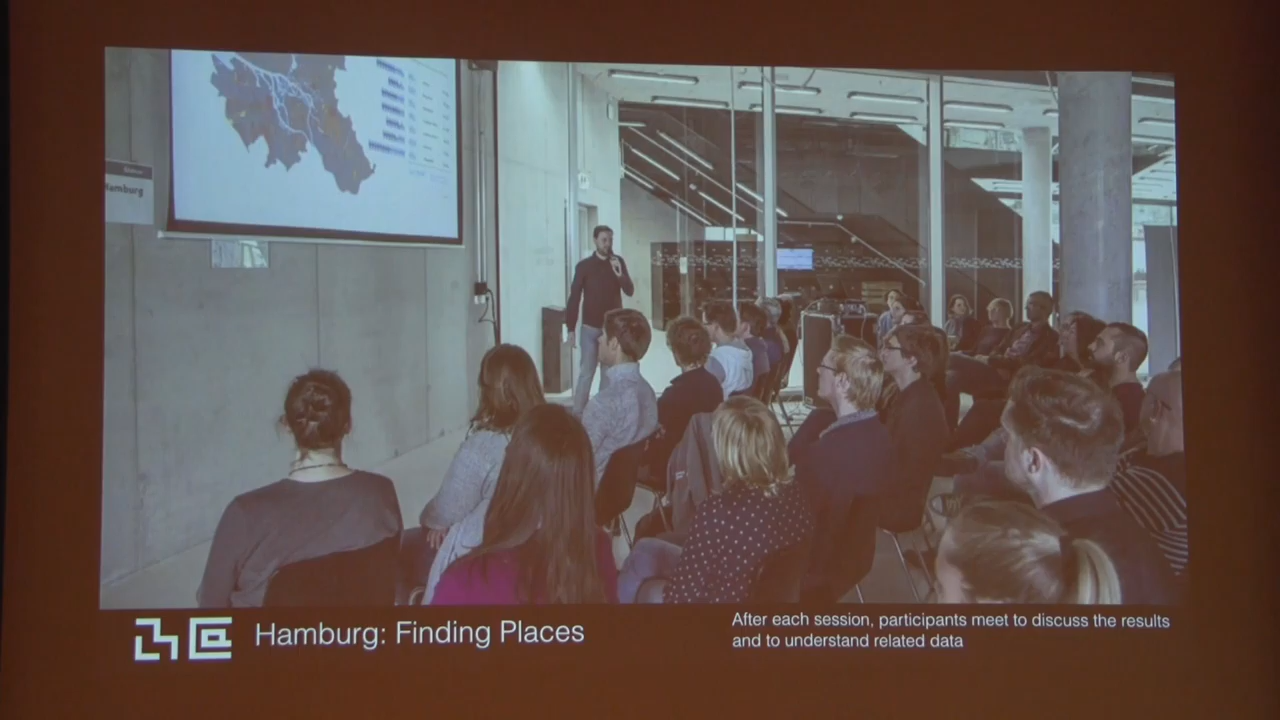 Hamburg
Hamburg: Finding Places
After each session, participants meet to discuss the results
and to understand related data